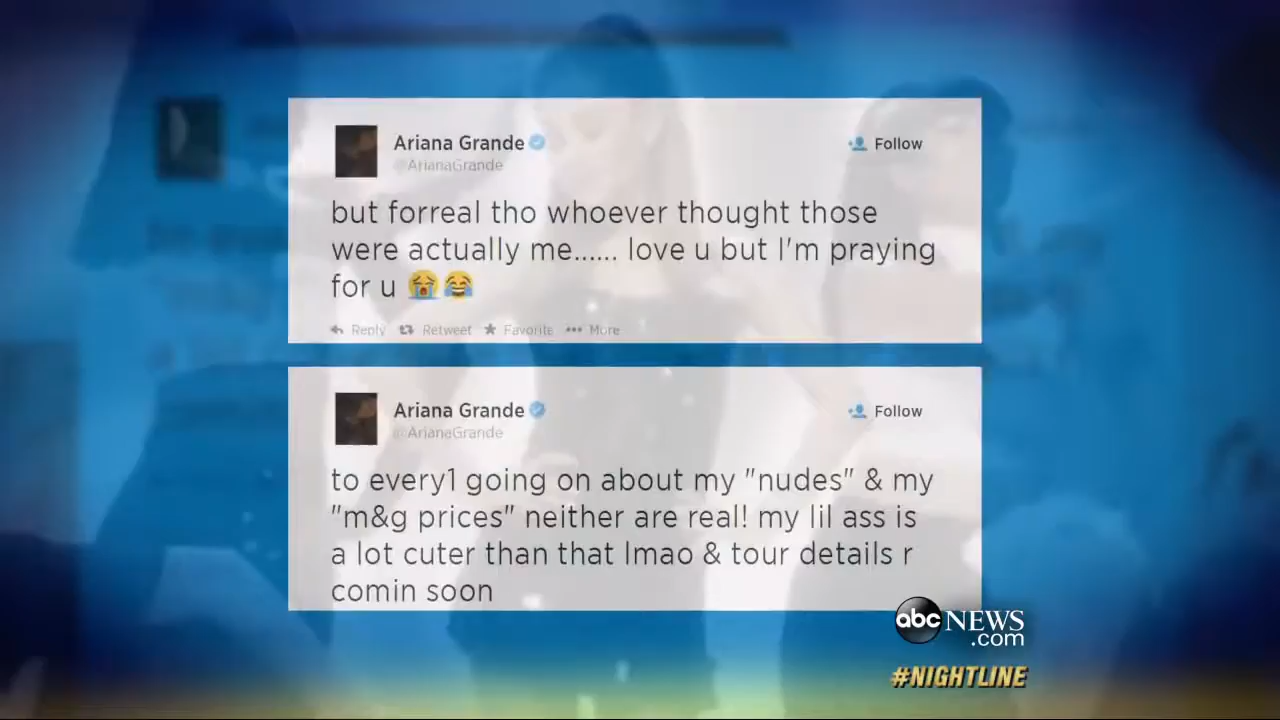 Ariana Grande
@ArianaGrande
Follow
but forreal tho whoever thought those
were actually me...... love u but I'm praying
for u 😭😂
Reply Retweet Favorite More
Ariana Grande
@ArianaGrande
Follow
to every1 going on about my "nudes" & my
"m&g prices" neither are real! my lil ass is
a lot cuter than that lmao & tour details r
comin soon
abc NEWS
.com
#NIGHTLINE